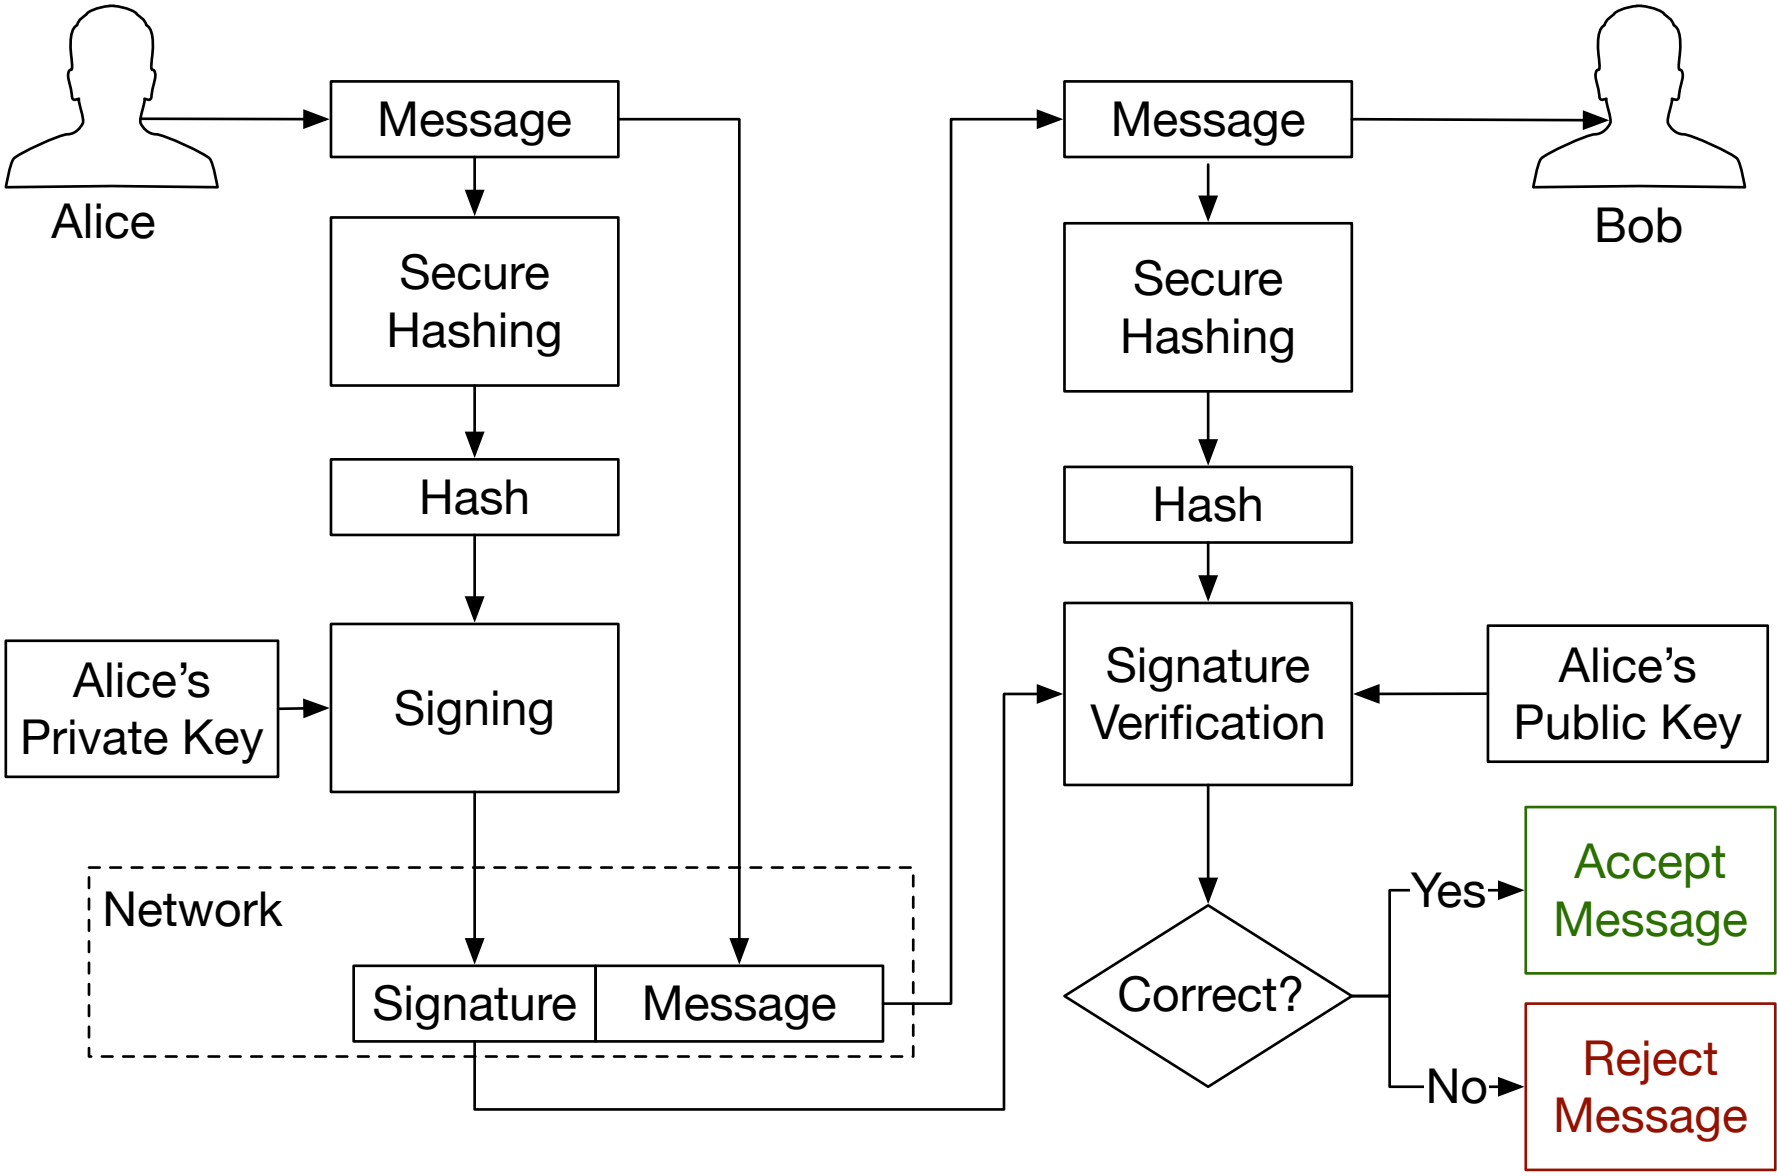 Alice
Message
Secure
Hashing
Hash
Alice’s
Private Key
Signing
Network
Signature
Message
Message
Bob
Secure
Hashing
Hash
Signature
Verification
Alice’s
Public Key
Correct?
Yes
Accept
Message
No
Reject
Message